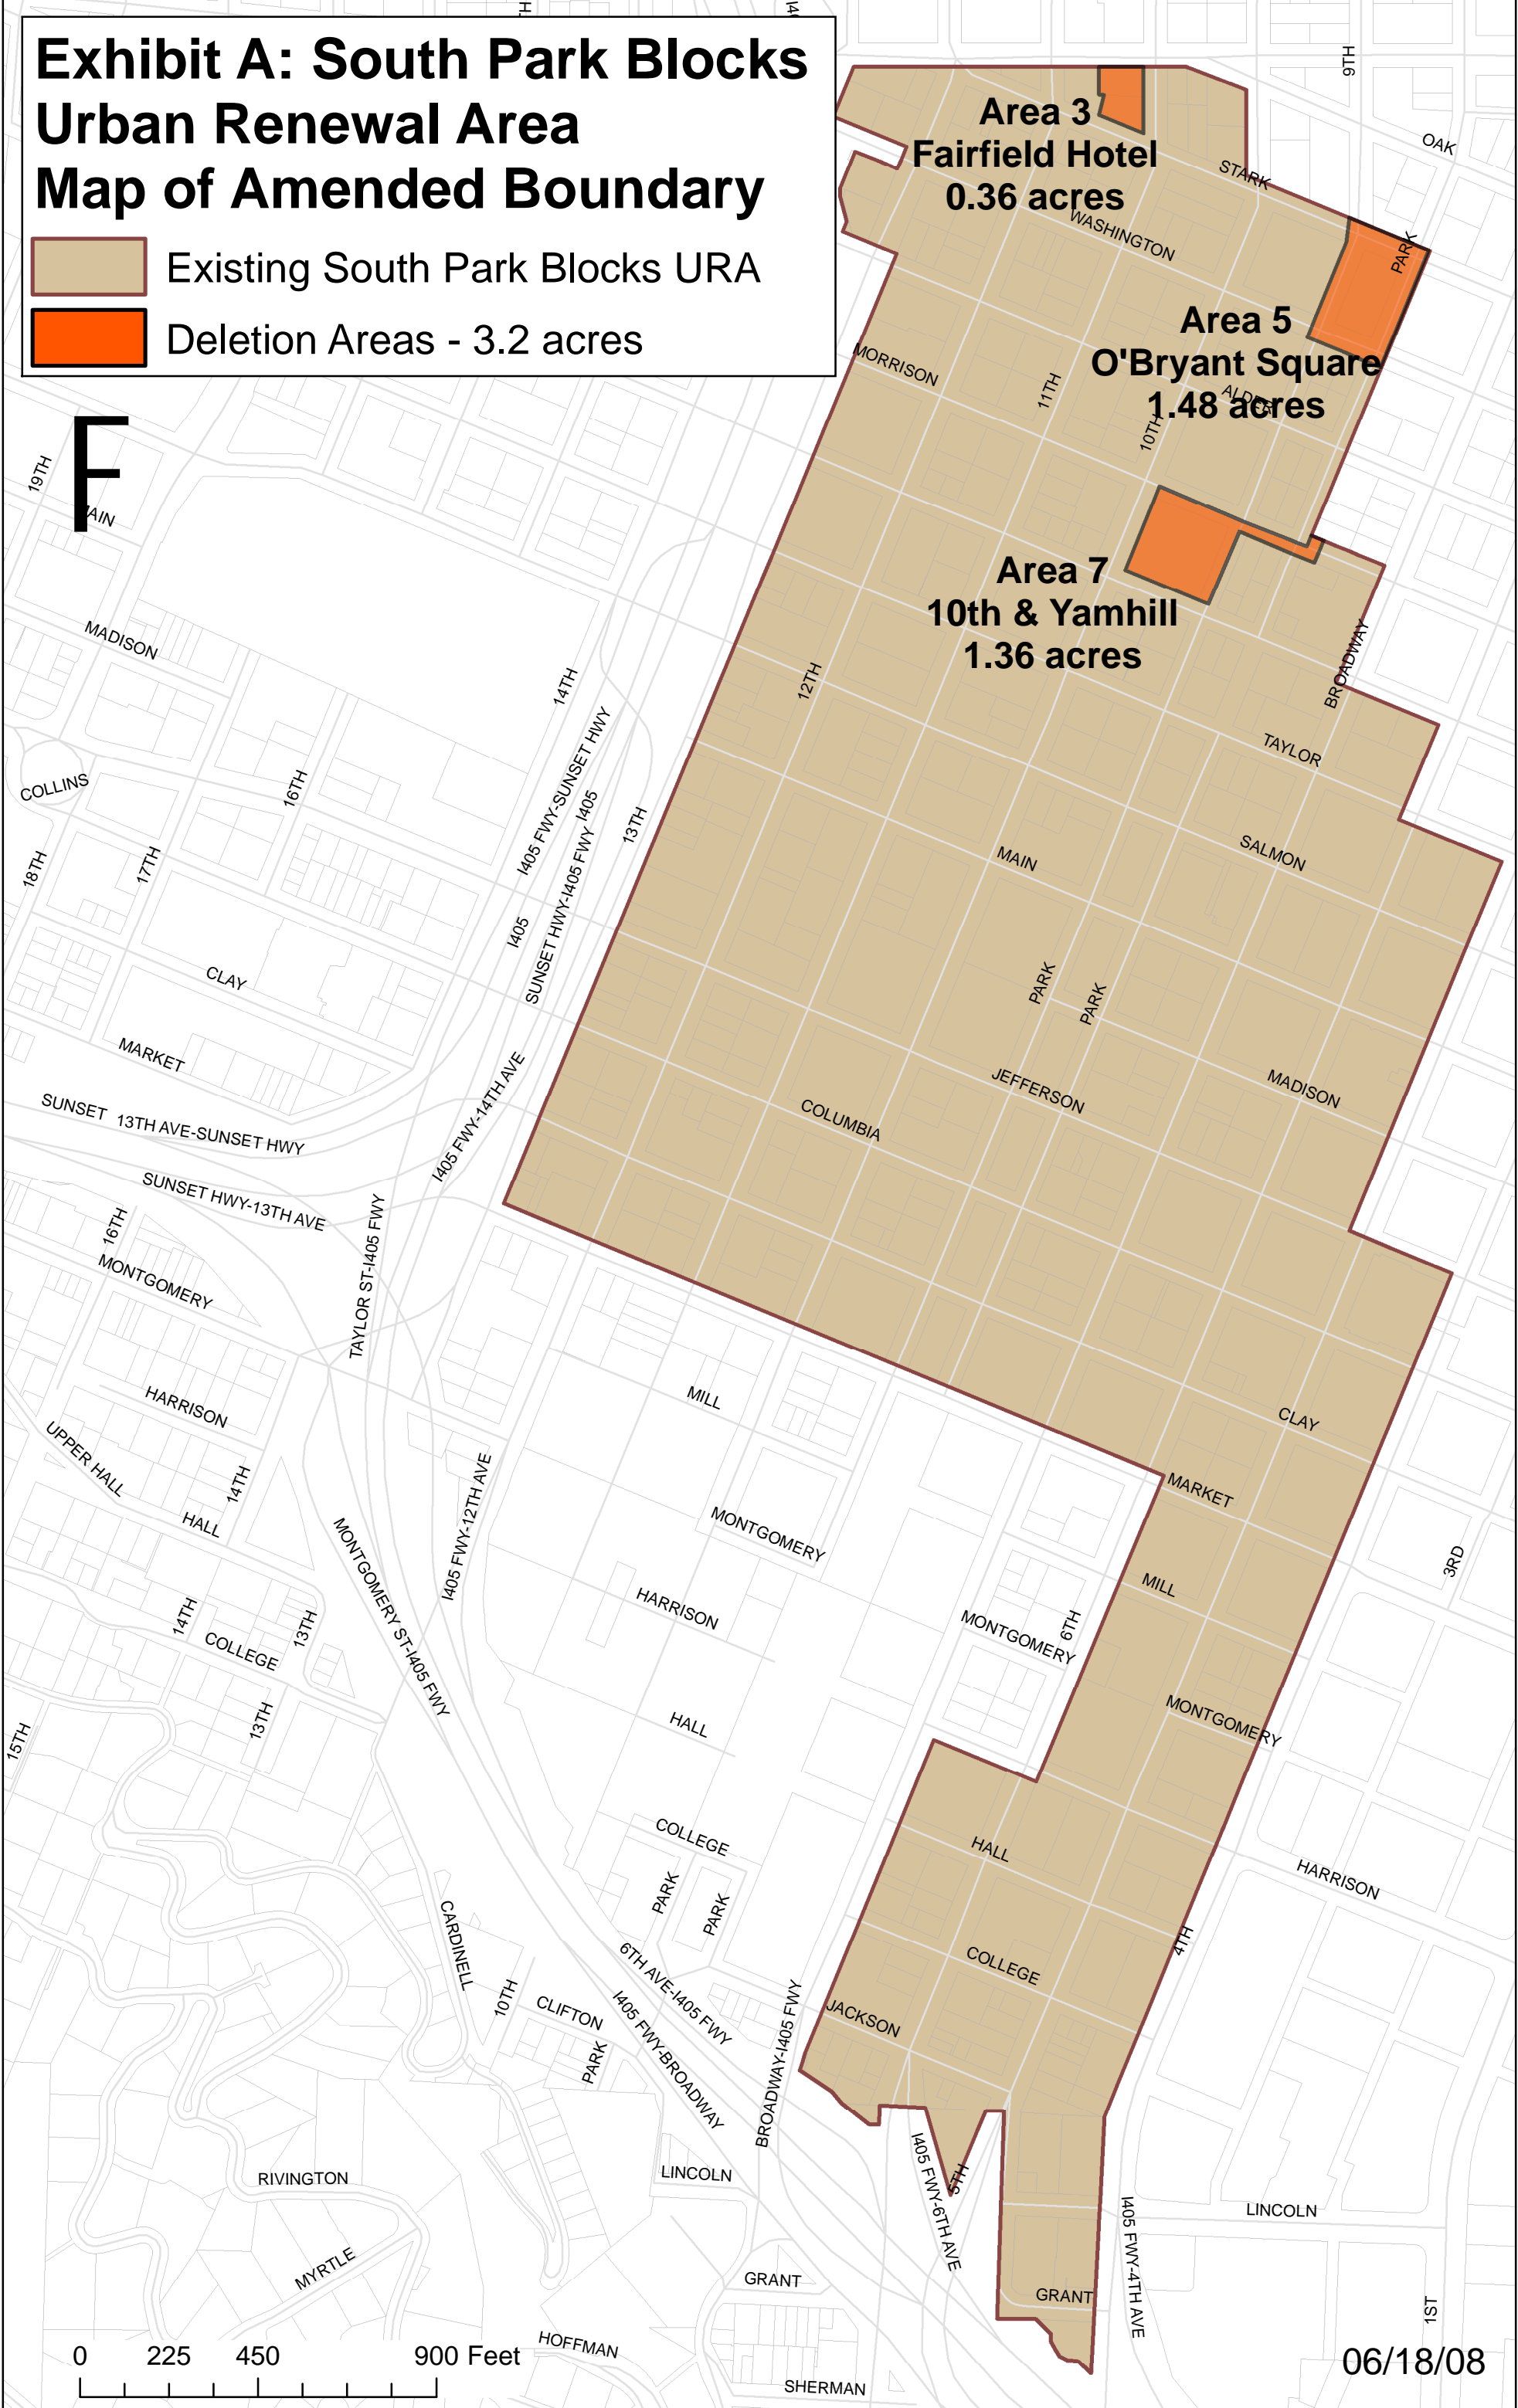 Exhibit A: South Park Blocks
Urban Renewal Area
Map of Amended Boundary
Existing South Park Blocks URA
Deletion Areas - 3.2 acres
F
9TH
OAK
Area 3
Fairfield Hotel
0.36 acres
STARK
WASHINGTON
PARK
Area 5
O'Bryant Square
1.48 acres
ALDER
MORRISON
11TH
10TH
19TH
Area 7
10th & Yamhill
1.36 acres
MADISON
14TH
12TH
BROADWAY
TAYLOR
COLLINS
16TH
I405 FWY-SUNSET HWY
I405
13TH
18TH
17TH
MAIN
SALMON
I405
SUNSET HWY-I405 FWY
CLAY
PARK
PARK
MARKET
JEFFERSON
MADISON
SUNSET
13TH AVE-SUNSET HWY
I405 FWY-14TH AVE
COLUMBIA
SUNSET HWY-13TH AVE
16TH
MONTGOMERY
TAYLOR ST-I405 FWY
HARRISON
MILL
CLAY
UPPER HALL
14TH
I405 FWY-12TH AVE
MARKET
HALL
MONTGOMERY
3RD
MONTGOMERY ST-I405 FWY
MILL
14TH
13TH
COLLEGE
HARRISON
MONTGOMERY
6TH
13TH
15TH
HALL
MONTGOMERY
COLLEGE
HALL
HARRISON
PARK
PARK
CARDINELL
4TH
6TH AVE-I405 FWY
COLLEGE
10TH
CLIFTON
PARK
I405 FWY-BROADWAY
BROADWAY-I405 FWY
JACKSON
RIVINGTON
LINCOLN
I405 FWY-6TH AVE
5TH
I405 FWY-4TH AVE
LINCOLN
MYRTLE
GRANT
GRANT
1ST
HOFFMAN
SHERMAN
0 225 450 900 Feet
06/18/08